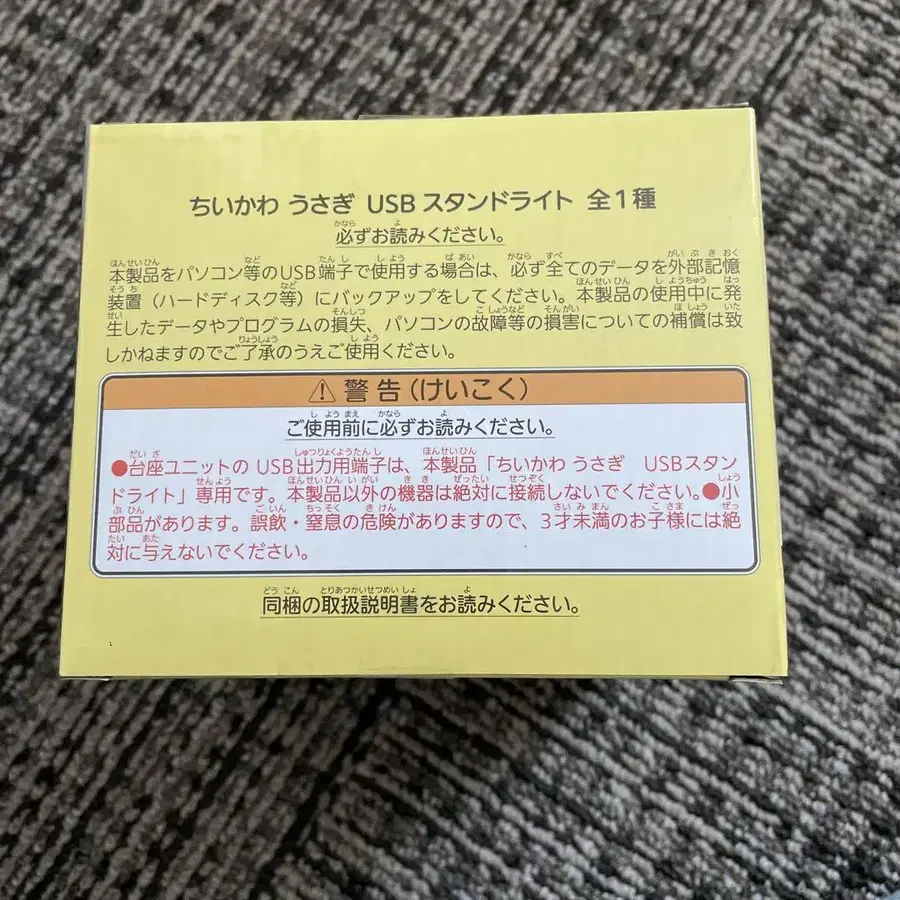 ちいかわ うさぎ USB スタンドライト 全1種
必ずお読みください。
本製品をパソコン等のUSB端子で使用する場合は、必ず全てのデータを外部記憶
装置（ハードディスク等）にバックアップをしてください。本製品の使用中に発
生したデータやプログラムの損失、パソコンの故障等の損害についての補償は致
しかねますのでご了承のうえご使用ください。
⚠ 警告（けいこく）
ご使用前に必ずお読みください。
●台座ユニットの USB出力用端子は、本製品「ちいかわ うさぎ USBスタン
ドライト」専用です。本製品以外の機器は絶対に接続しないでください。●小
部品があります。誤飲・窒息の危険がありますので、3才未満のお子様には絶
対に与えないでください。
同梱の取扱説明書をお読みください。